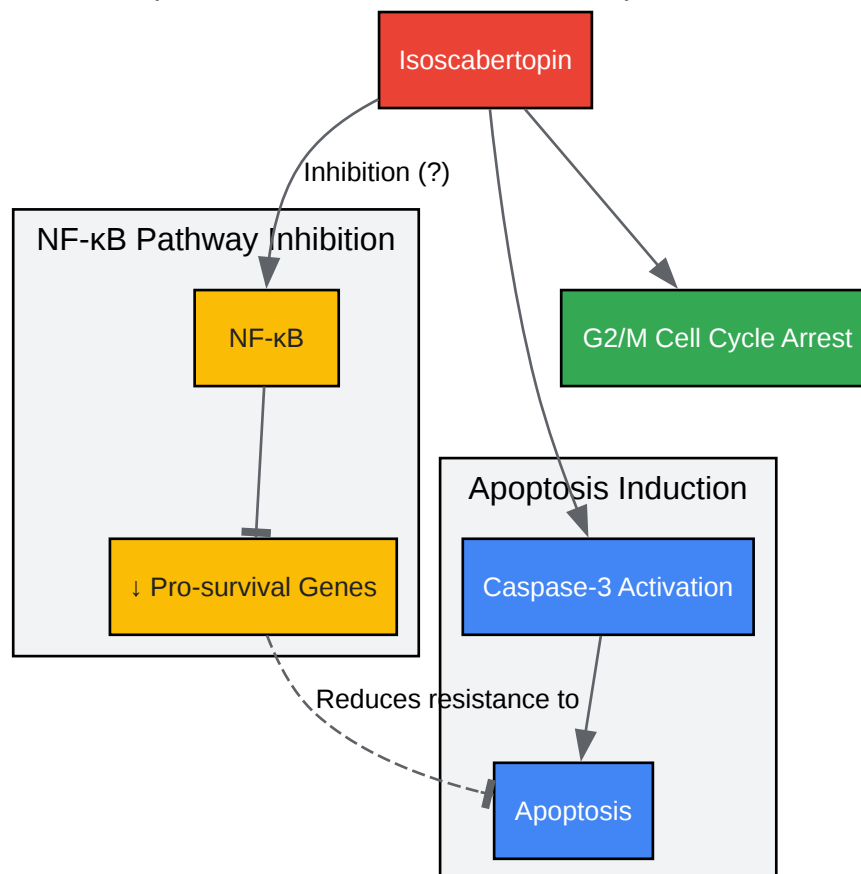 Isoscabertopin
Inhibition (?)
NF-κB Pathway Inhibition
NF-κB
G2/M Cell Cycle Arrest
Apoptosis Induction
↓ Pro-survival Genes
Caspase-3 Activation
Reduces resistance to
Apoptosis